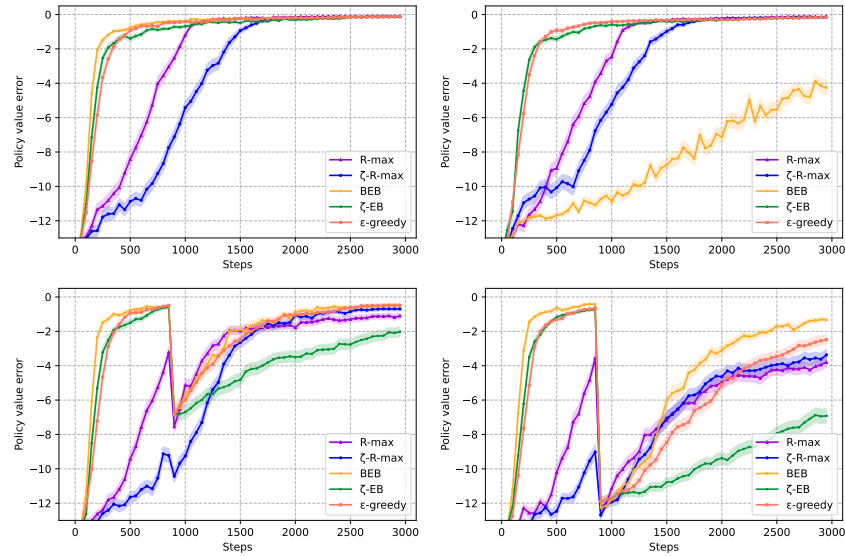 0
−2
−4
−6
−8
−10
−12
Policy value error
0 500 1000 1500 2000 2500 3000
Steps
R-max
ζ-R-max
BEB
ζ-EB
ε-greedy
0
−2
−4
−6
−8
−10
−12
Policy value error
0 500 1000 1500 2000 2500 3000
Steps
R-max
ζ-R-max
BEB
ζ-EB
ε-greedy
0
−2
−4
−6
−8
−10
−12
Policy value error
0 500 1000 1500 2000 2500 3000
Steps
R-max
ζ-R-max
BEB
ζ-EB
ε-greedy
0
−2
−4
−6
−8
−10
−12
Policy value error
0 500 1000 1500 2000 2500 3000
Steps
R-max
ζ-R-max
BEB
ζ-EB
ε-greedy